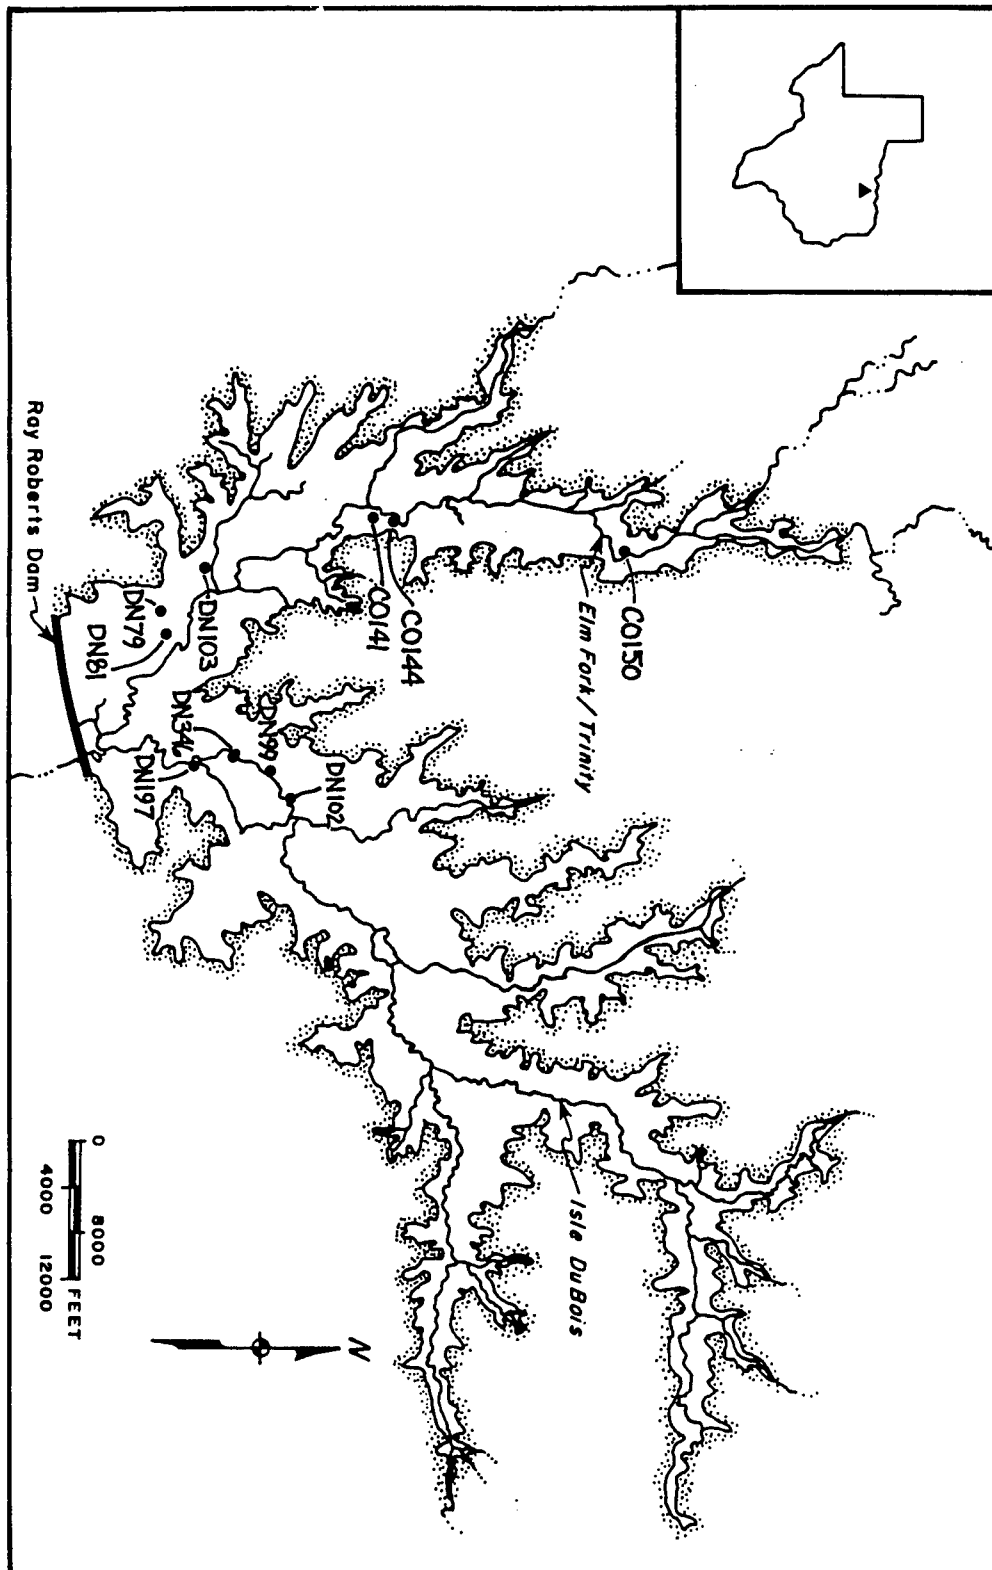 CO150
Elm Fork / Trinity
CO144
CO141
DN103
DN79
DN81
Ray Roberts Dam
DN346
DN99
DN102
DN197
Isle DuBois
0 8000 FEET
4000 12000
N